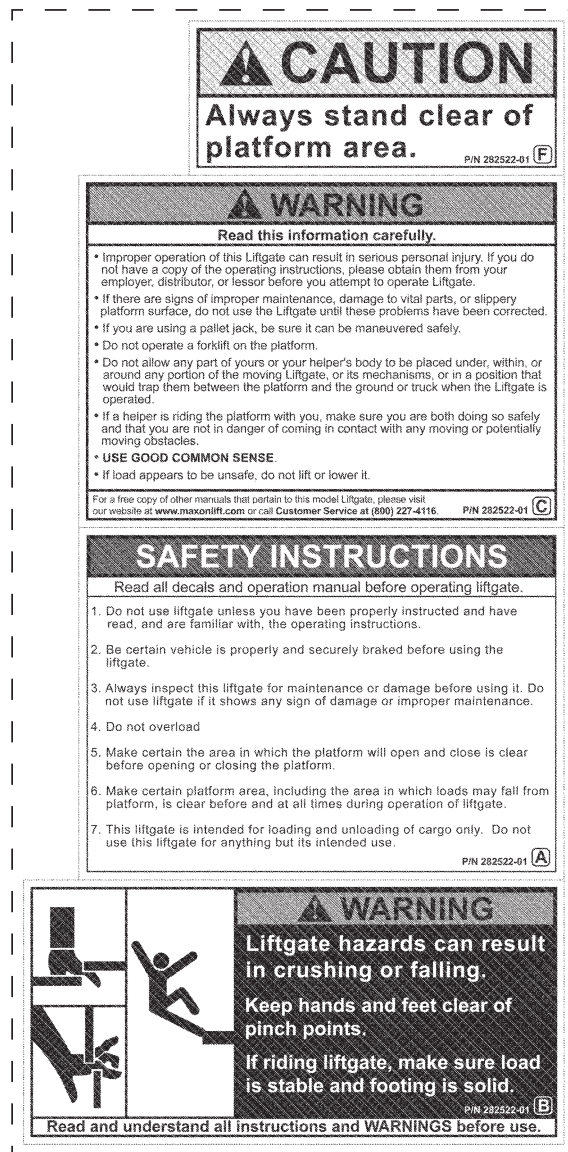 CAUTION
Always stand clear of
platform area.
P/N 282522-01 F
WARNING
Read this information carefully.
• Improper operation of this Liftgate can result in serious personal injury. If you do
not have a copy of the operating instructions, please obtain them from your
employer, distributor, or lessor before you attempt to operate Liftgate.
• If there are signs of improper maintenance, damage to vital parts, or slippery
platform surface, do not use the Liftgate until these problems have been corrected.
• If you are using a pallet jack, be sure it can be maneuvered safely.
• Do not operate a forklift on the platform.
• Do not allow any part of yours or your helper's body to be placed under, within, or
around any portion of the moving Liftgate, or its mechanisms, or in a position that
would trap them between the platform and the ground or truck when the Liftgate is
operated.
• If a helper is riding the platform with you, make sure you are both doing so safely
and that you are not in danger of coming in contact with any moving or potentially
moving obstacles.
• USE GOOD COMMON SENSE.
• If load appears to be unsafe, do not lift or lower it.
For a free copy of other manuals that pertain to this model Liftgate, please visit
our website at www.maxonlift.com or call Customer Service at (800) 227-4116.
P/N 282522-01 C
SAFETY INSTRUCTIONS
Read all decals and operation manual before operating liftgate.
1. Do not use liftgate unless you have been properly instructed and have
read, and are familiar with, the operating instructions.
2. Be certain vehicle is properly and securely braked before using the
liftgate.
3. Always inspect this liftgate for maintenance or damage before using it. Do
not use liftgate if it shows any sign of damage or improper maintenance.
4. Do not overload
5. Make certain the area in which the platform will open and close is clear
before opening or closing the platform.
6. Make certain platform area, including the area in which loads may fall from
platform, is clear before and at all times during operation of liftgate.
7. This liftgate is intended for loading and unloading of cargo only. Do not
use this liftgate for anything but its intended use.
P/N 282522-01 A
WARNING
Liftgate hazards can result
in crushing or falling.
Keep hands and feet clear of
pinch points.
If riding liftgate, make sure load
is stable and footing is solid.
P/N 282522-01 B
Read and understand all instructions and WARNINGS before use.